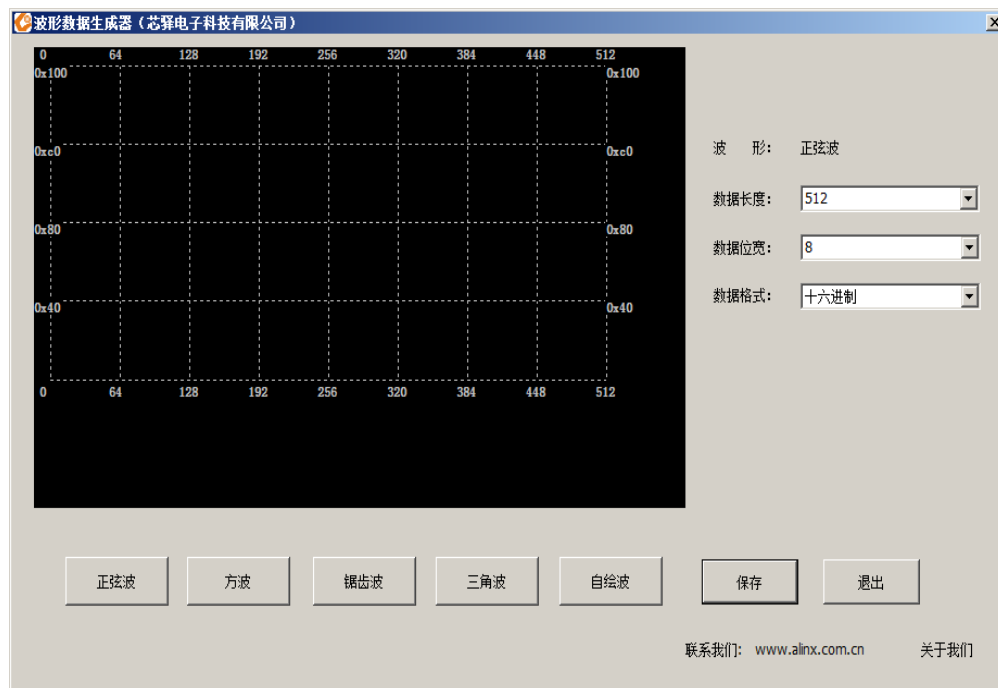 波形数据生成器（芯驿电子科技有限公司）
0 64 128 192 256 320 384 448 512
0x100 0x100
0xc0 0xc0
0x80 0x80
0x40 0x40
0 64 128 192 256 320 384 448 512
波 形： 正弦波
数据长度： 512
数据位宽： 8
数据格式： 十六进制
正弦波 方波 锯齿波 三角波 自绘波 保存 退出
联系我们： www.alinx.com.cn 关于我们